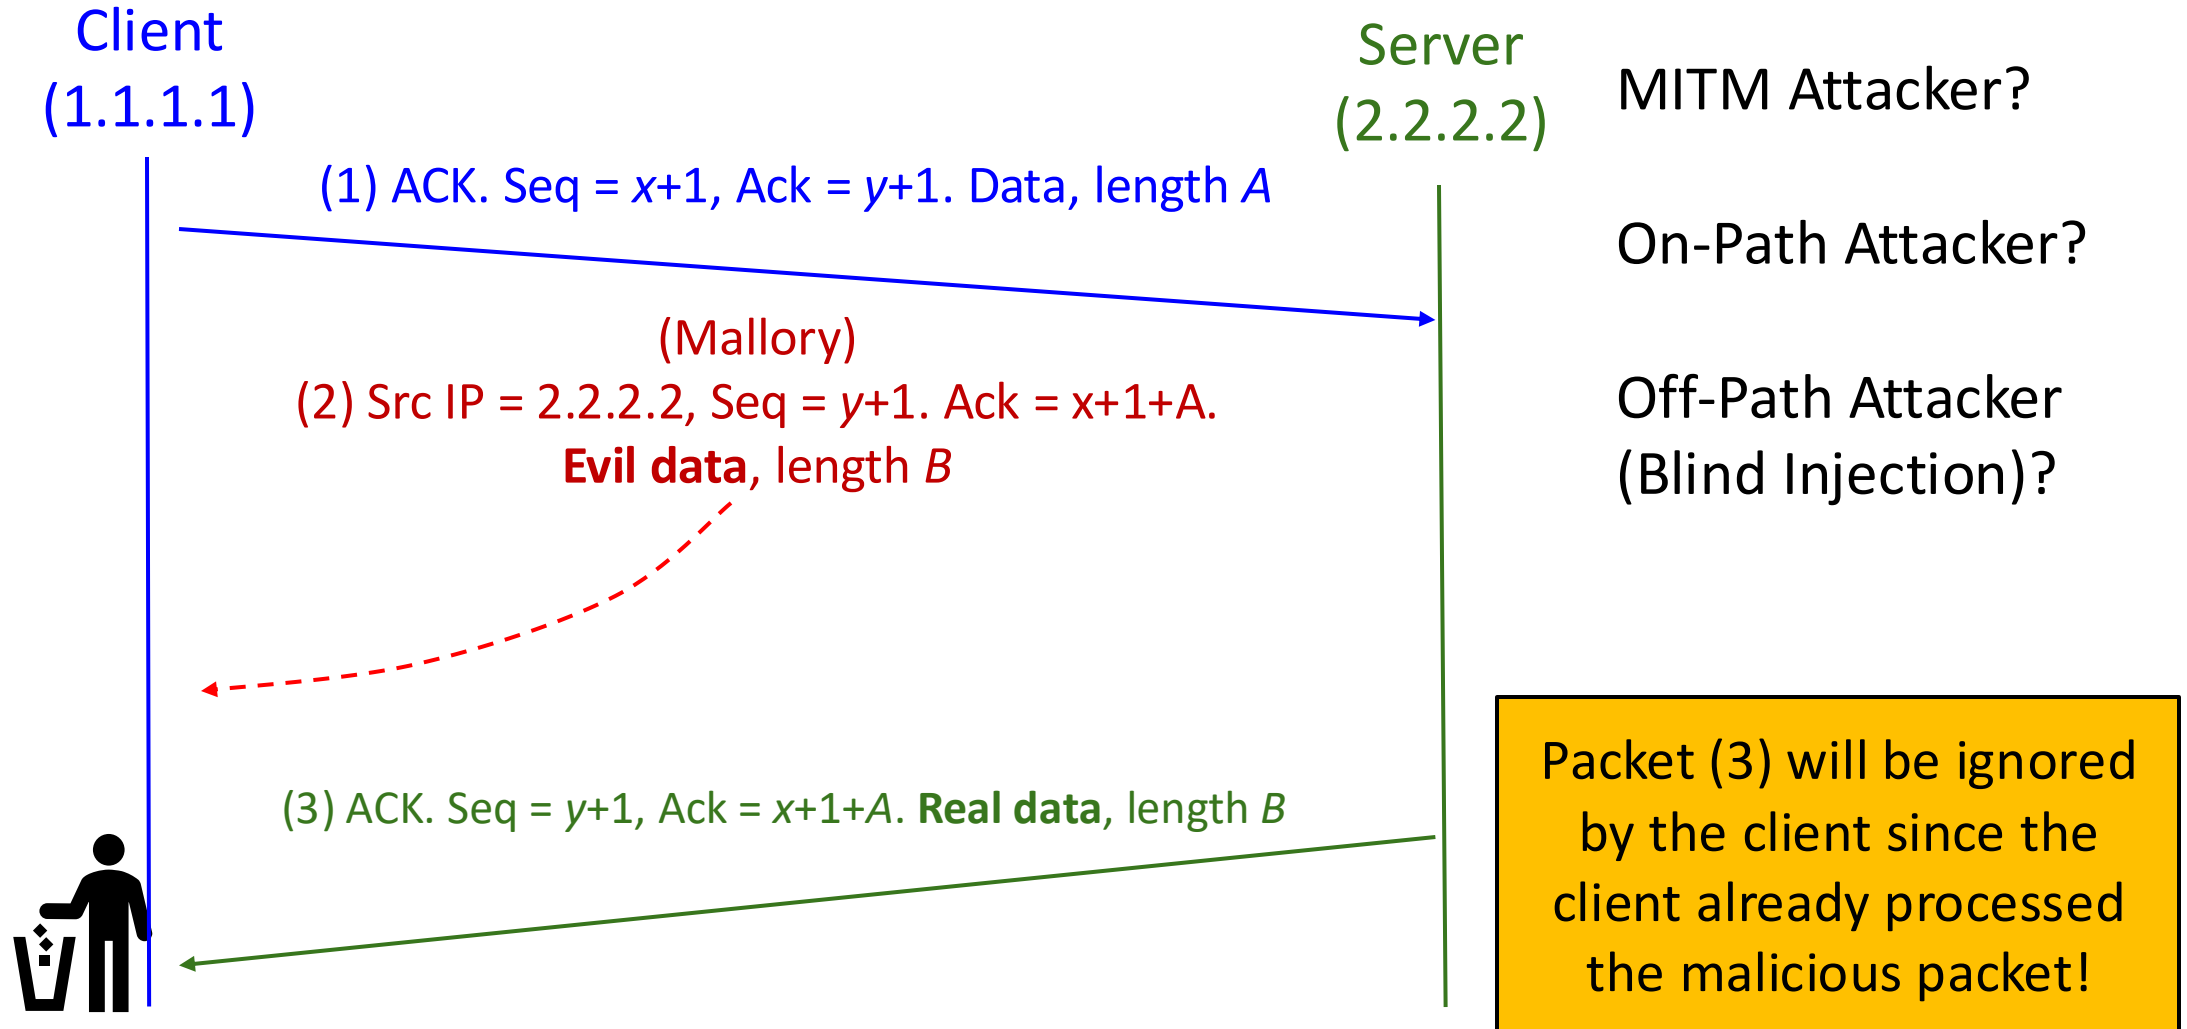 Client
(1.1.1.1)
Server
(2.2.2.2)
MITM Attacker?
(1) ACK. Seq = x+1, Ack = y+1. Data, length A
On-Path Attacker?
(Mallory)
(2) Src IP = 2.2.2.2, Seq = y+1. Ack = x+1+A.
Evil data, length B
Off-Path Attacker
(Blind Injection)?
(3) ACK. Seq = y+1, Ack = x+1+A. Real data, length B
Packet (3) will be ignored
by the client since the
client already processed
the malicious packet!